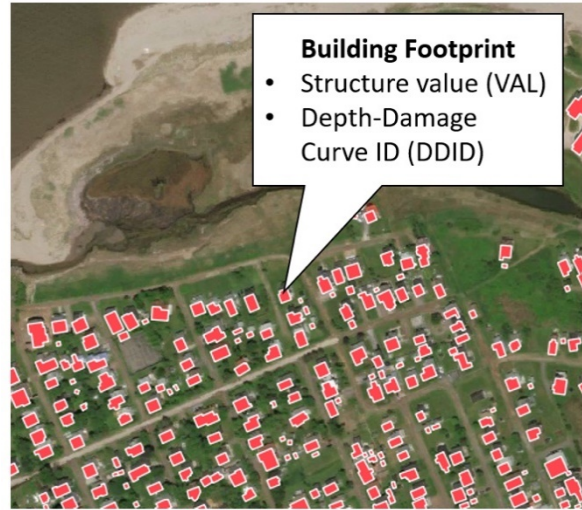 Building Footprint
• Structure value (VAL)
• Depth-Damage
Curve ID (DDID)